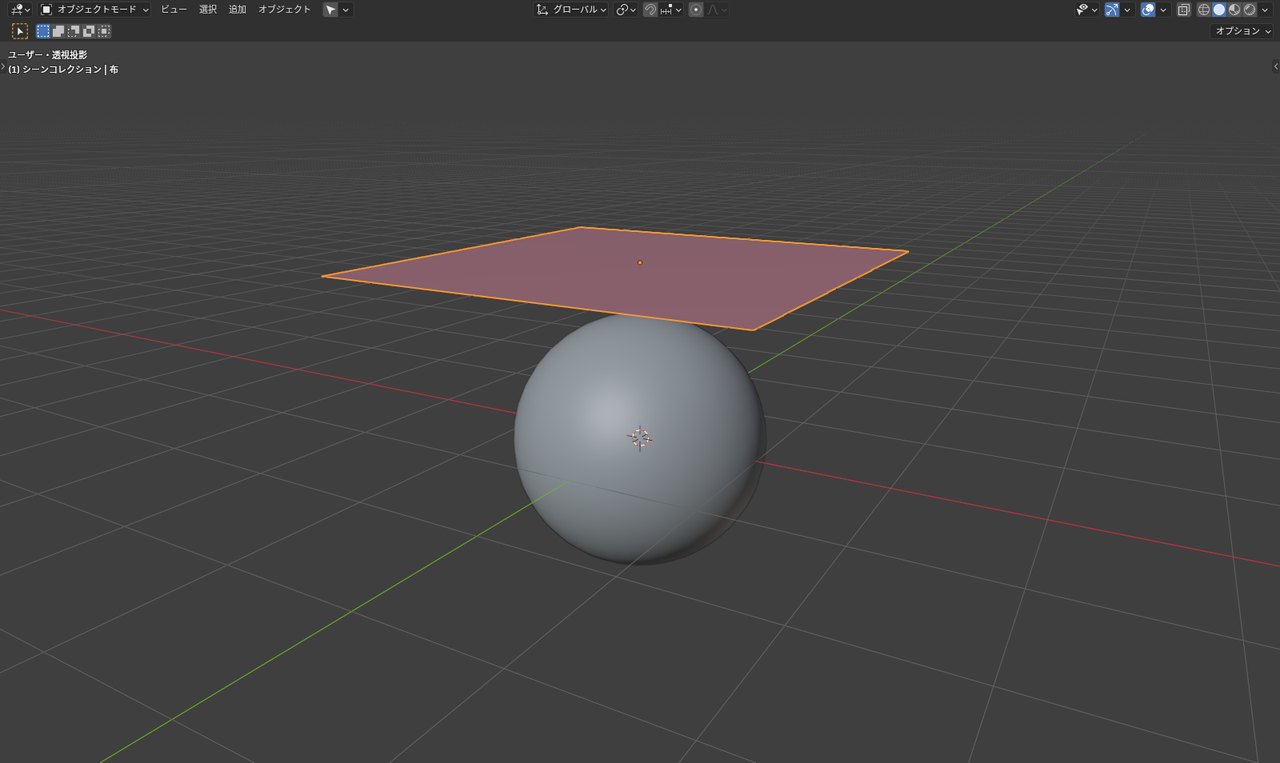 オブジェクトモード ビュー 選択 追加 オブジェクト グローバル
オプション
ユーザー・透視投影
(1) シーンコレクション | 布